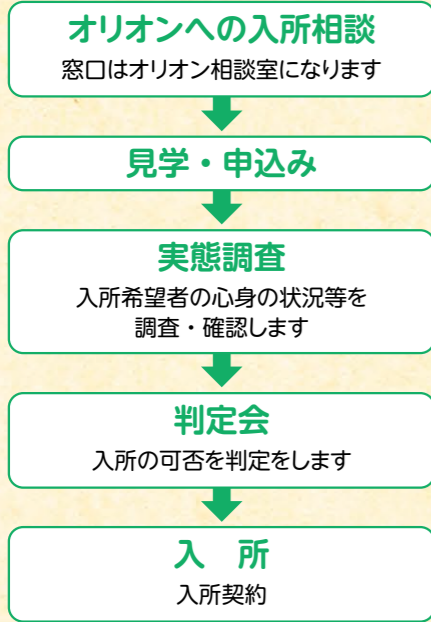 オリオンへの入所相談
窓口はオリオン相談室になります
見学・申込み
実態調査
入所希望者の心身の状況等を
調査・確認します
判定会
入所の可否を判定をします
入　所
入所契約